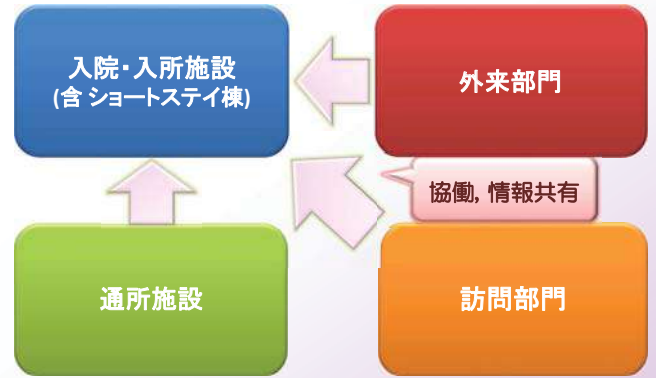 入院・入所施設
(含 ショートステイ棟)
外来部門
協働, 情報共有
通所施設
訪問部門